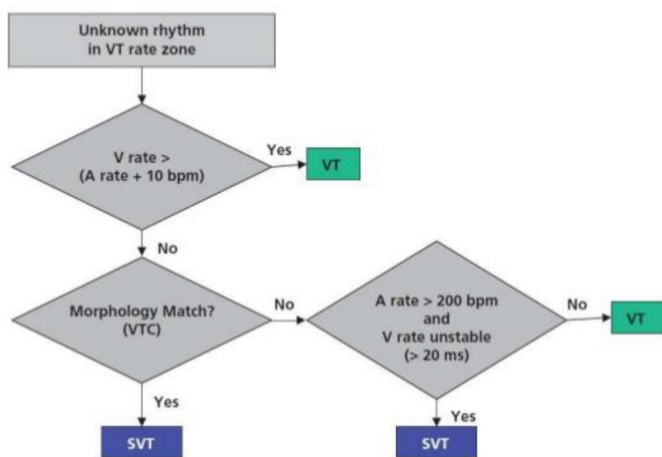 Unknown rhythm
in VT rate zone
V rate >
(A rate + 10 bpm)
Yes
VT
No
Morphology Match?
(VTC)
No
A rate > 200 bpm
and
V rate unstable
(> 20 ms)
No
VT
Yes
SVT
Yes
SVT